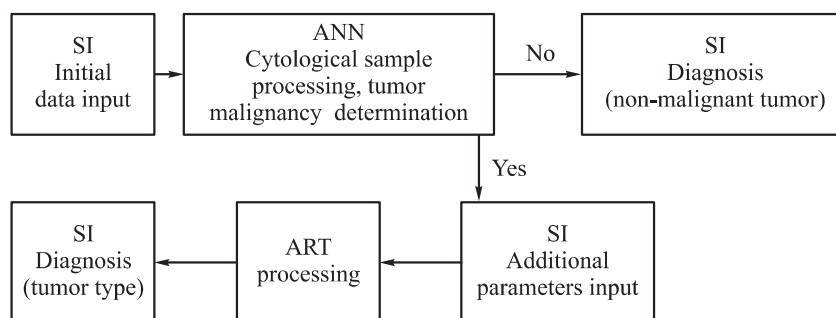 SI
Initial
data input
ANN
Cytological sample
processing, tumor
malignancy determination
No
SI
Diagnosis
(non-malignant tumor)
Yes
SI
Diagnosis
(tumor type)
ART
processing
SI
Additional
parameters input